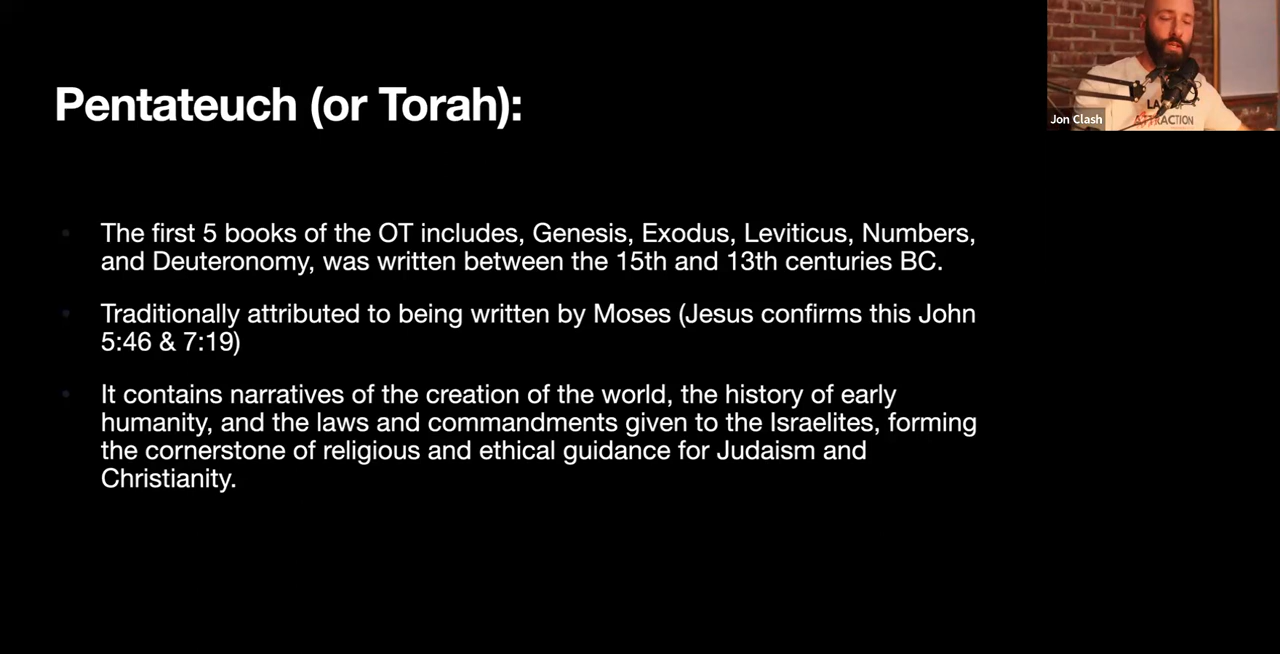 Pentateuch (or Torah):
The first 5 books of the OT includes, Genesis, Exodus, Leviticus, Numbers,
and Deuteronomy, was written between the 15th and 13th centuries BC.
Traditionally attributed to being written by Moses (Jesus confirms this John
5:46 & 7:19)
It contains narratives of the creation of the world, the history of early
humanity, and the laws and commandments given to the Israelites, forming
the cornerstone of religious and ethical guidance for Judaism and
Christianity.
Jon Clash
ATTRACTION